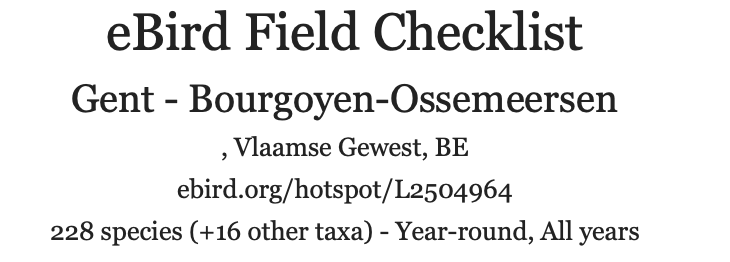 eBird Field Checklist
Gent - Bourgoyen-Ossemeersen
, Vlaamse Gewest, BE
ebird.org/hotspot/L2504964
228 species (+16 other taxa) - Year-round, All years